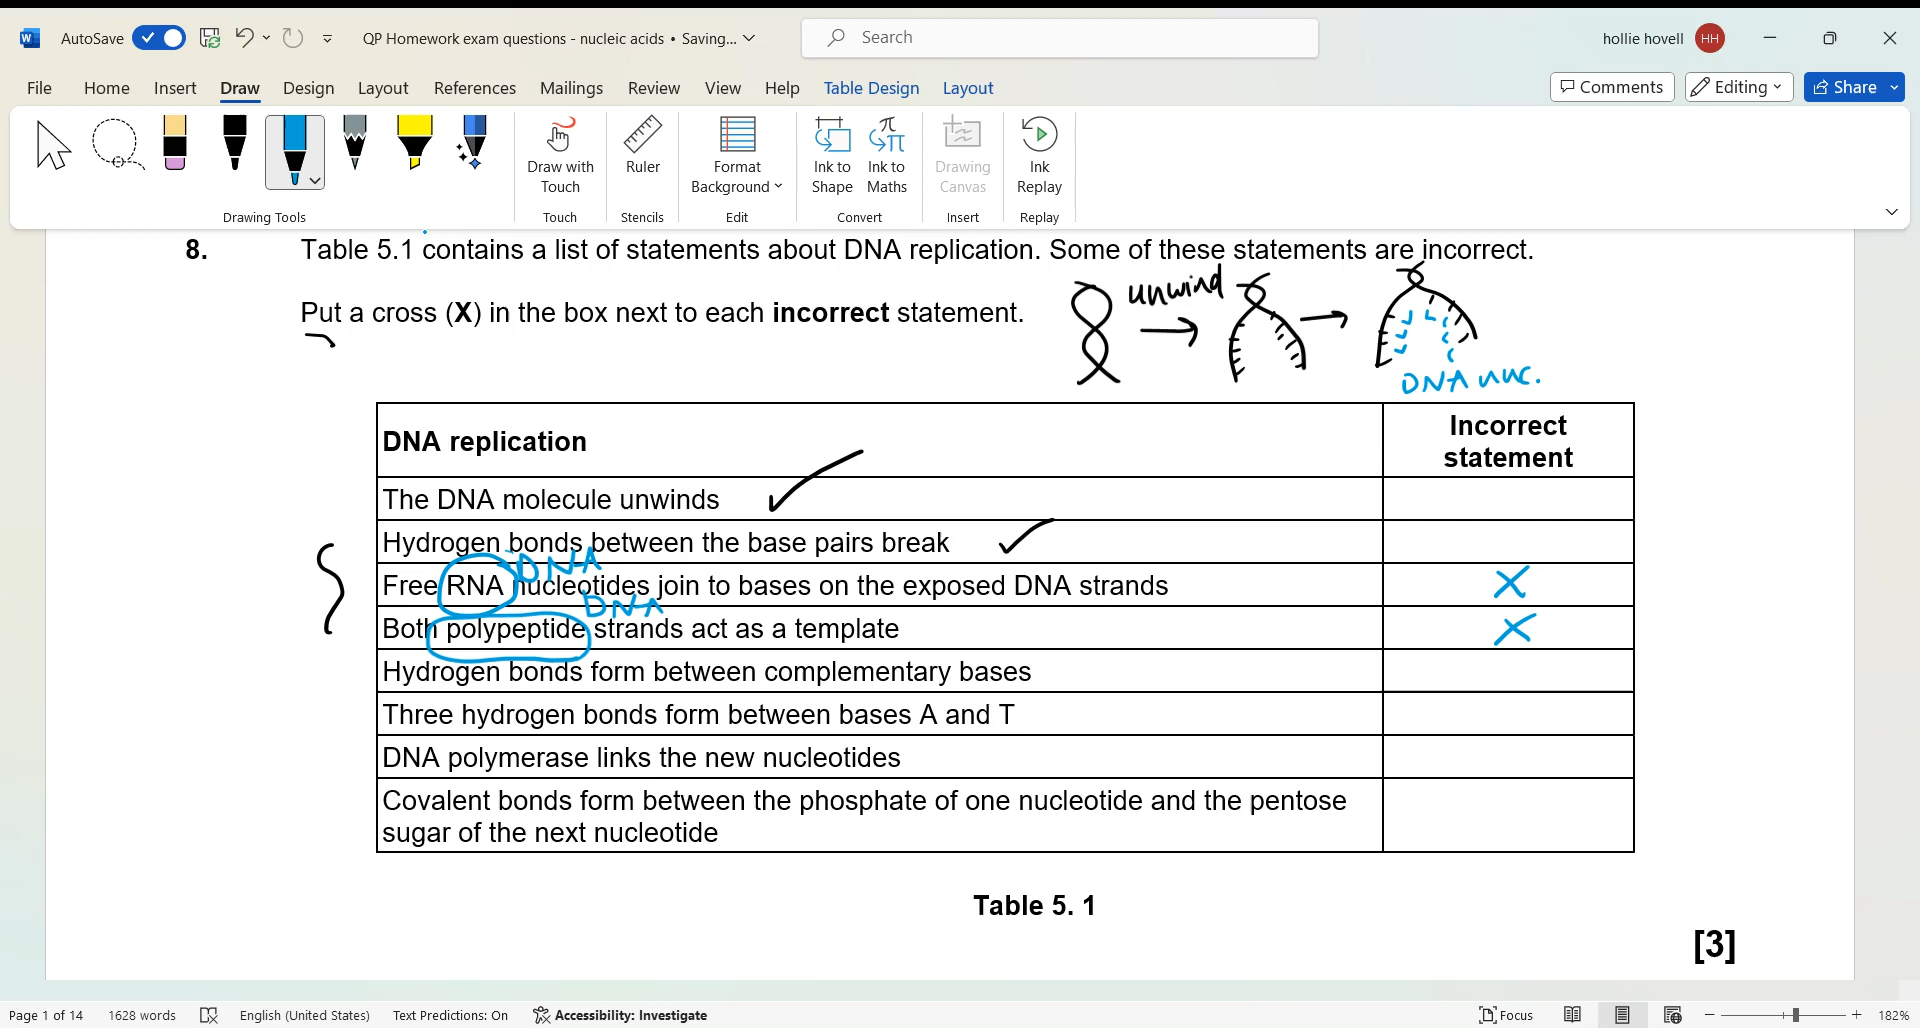 AutoSave
QP Homework exam questions - nucleic acids • Saving...
Search
hollie hovell
HH
File Home Insert Draw Design Layout References Mailings Review View Help Table Design Layout
Comments
Editing
Share
Draw with Touch
Ruler
Format Background
Ink to Shape
Ink to Maths
Drawing Canvas
Ink Replay
Drawing Tools
Touch
Stencils
Edit
Convert
Insert
Replay
8. Table 5.1 contains a list of statements about DNA replication. Some of these statements are incorrect.
unwind
Put a cross (X) in the box next to each incorrect statement.
DNA nuc.
DNA replication
Incorrect statement
The DNA molecule unwinds
Hydrogen bonds between the base pairs break
DNA
Free RNA nucleotides join to bases on the exposed DNA strands X
DNA
Both polypeptide strands act as a template X
Hydrogen bonds form between complementary bases
Three hydrogen bonds form between bases A and T
DNA polymerase links the new nucleotides
Covalent bonds form between the phosphate of one nucleotide and the pentose
sugar of the next nucleotide
Table 5. 1
[3]
Page 1 of 14 1628 words English (United States) Text Predictions: On Accessibility: Investigate Focus 182%